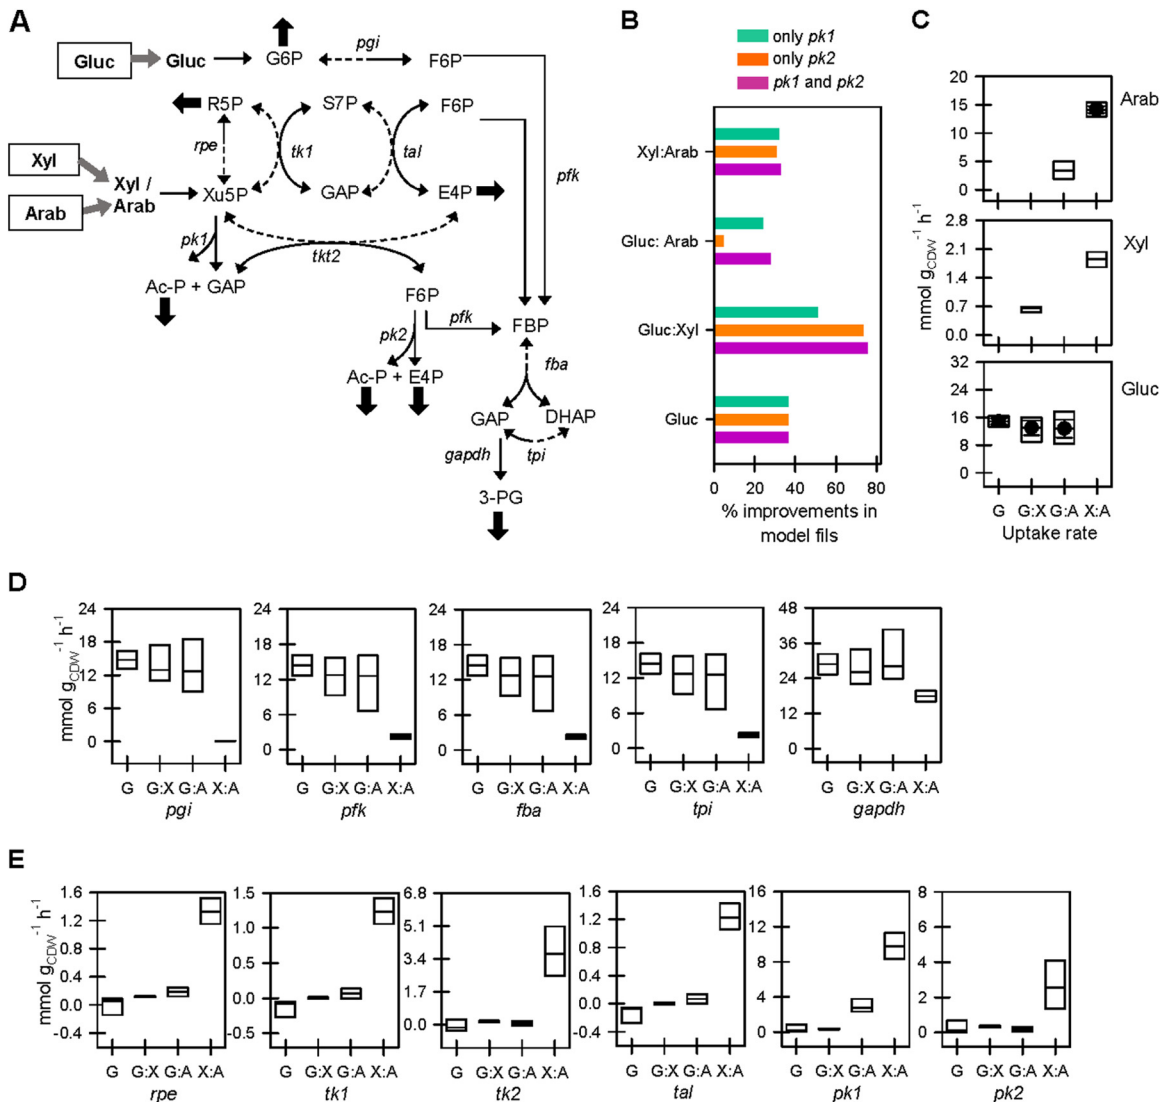 A
Gluc
Gluc
G6P
pgi
F6P
R5P
S7P
F6P
rpe
tk1
tal
pfk
Xyl
Xyl /
Arab
Arab
Xu5P
GAP
E4P
pk1
tkt2
Ac-P + GAP
F6P
pfk
FBP
pk2
fba
Ac-P + E4P
GAP
DHAP
gapdh
tpi
3-PG
B
only pk1
only pk2
pk1 and pk2
Xyl:Arab
Gluc: Arab
Gluc:Xyl
Gluc
0 20 40 60 80
% improvements in
model fils
C
20
15
10
5
0
Arab
2.8
2.1
1.4
0.7
0.0
Xyl
mmol gCDW-1 h-1
32
24
16
8
0
Gluc
G G:X G:A X:A
Uptake rate
D
mmol gCDW-1 h-1
24
18
12
6
0
G G:X G:A X:A
pgi
24
18
12
6
0
G G:X G:A X:A
pfk
24
18
12
6
0
G G:X G:A X:A
fba
24
18
12
6
0
G G:X G:A X:A
tpi
48
36
24
12
0
G G:X G:A X:A
gapdh
E
mmol gCDW-1 h-1
1.6
1.2
0.8
0.4
0.0
-0.4
G G:X G:A X:A
rpe
1.5
1.0
0.5
0.0
-0.5
G G:X G:A X:A
tk1
6.8
5.1
3.4
1.7
0.0
G G:X G:A X:A
tk2
1.6
1.2
0.8
0.4
0.0
-0.4
G G:X G:A X:A
tal
16
12
8
4
0
G G:X G:A X:A
pk1
8
6
4
2
0
G G:X G:A X:A
pk2